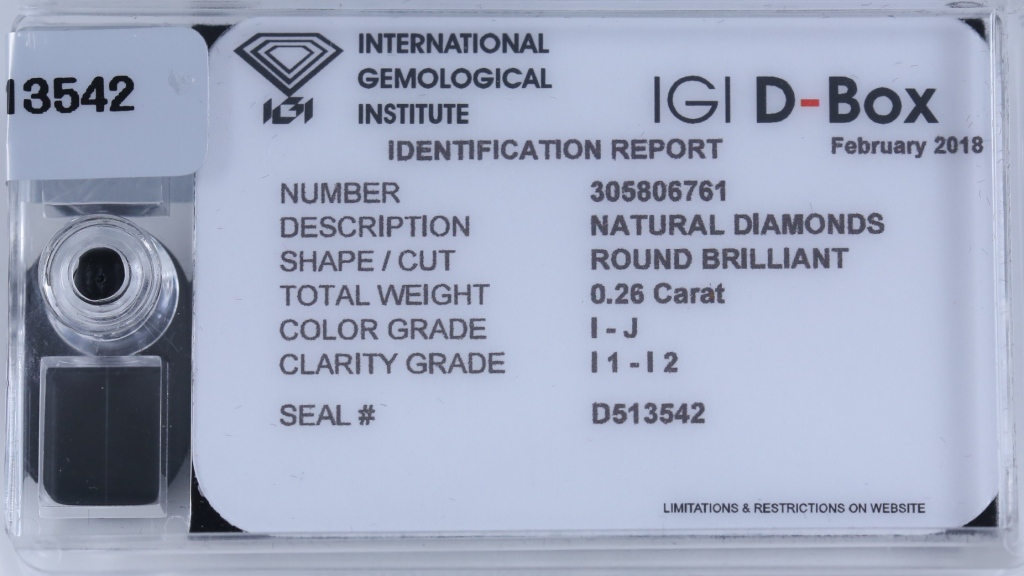 13542
IGI
INTERNATIONAL
GEMOLOGICAL
INSTITUTE
IGI D-Box
IDENTIFICATION REPORT
February 2018
NUMBER 305806761
DESCRIPTION NATURAL DIAMONDS
SHAPE / CUT ROUND BRILLIANT
TOTAL WEIGHT 0.26 Carat
COLOR GRADE I - J
CLARITY GRADE I 1 - I 2
SEAL # D513542
LIMITATIONS & RESTRICTIONS ON WEBSITE